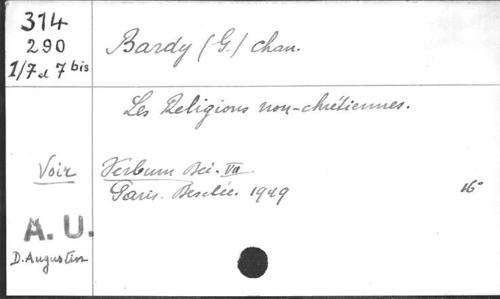 314
290
1/7 d 7 bis
Bardy (G.) chan.
Les Religions non-chrétiennes.
Voir
Verbum Dei. VII.
Paris. Desclée. 1949
16°
A. U.
D. Augustin